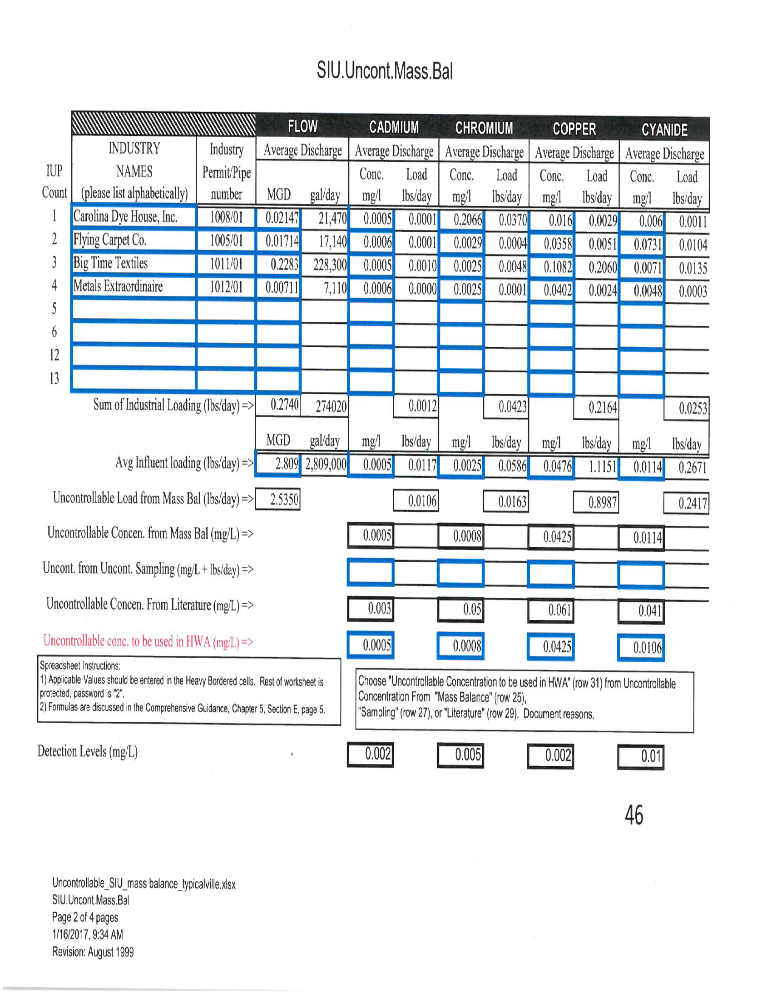 SIU.Uncont.Mass.Bal
FLOW CADMIUM CHROMIUM COPPER CYANIDE
INDUSTRY Industry Average Discharge Average Discharge Average Discharge Average Discharge Average Discharge
IUP NAMES Permit/Pipe Conc. Load Conc. Load Conc. Load Conc. Load
Count (please list alphabetically) number MGD gal/day mg/l lbs/day mg/l lbs/day mg/l lbs/day mg/l lbs/day
1 Carolina Dye House, Inc. 1008/01 0.02147 21,470 0.0005 0.0001 0.2066 0.0370 0.016 0.0029 0.006 0.0011
2 Flying Carpet Co. 1005/01 0.01714 17,140 0.0006 0.0001 0.0029 0.0004 0.0358 0.0051 0.0731 0.0104
3 Big Time Textiles 1011/01 0.2283 228,300 0.0005 0.0010 0.0025 0.0048 0.1082 0.2060 0.0071 0.0135
4 Metals Extraordinaire 1012/01 0.00711 7,110 0.0006 0.0000 0.0025 0.0001 0.0402 0.0024 0.0048 0.0003
5
6
12
13
Sum of Industrial Loading (lbs/day) => 0.2740 274020 0.0012 0.0423 0.2164 0.0253
MGD gal/day mg/l lbs/day mg/l lbs/day mg/l lbs/day mg/l lbs/day
Avg Influent loading (lbs/day) => 2.809 2,809,000 0.0005 0.0117 0.0025 0.0586 0.0476 1.1151 0.0114 0.2671
Uncontrollable Load from Mass Bal (lbs/day) => 2.5350 0.0106 0.0163 0.8987 0.2417
Uncontrollable Concen. from Mass Bal (mg/L) => 0.0005 0.0008 0.0425 0.0114
Uncont. from Uncont. Sampling (mg/L + lbs/day) =>
Uncontrollable Concen. From Literature (mg/L) => 0.003 0.05 0.061 0.041
Uncontrollable conc. to be used in HWA (mg/L) => 0.0005 0.0008 0.0425 0.0106
Spreadsheet Instructions:
1) Applicable Values should be entered in the Heavy Bordered cells. Rest of worksheet is
protected, password is "2".
2) Formulas are discussed in the Comprehensive Guidance, Chapter 5, Section E, page 5.
Choose "Uncontrollable Concentration to be used in HWA" (row 31) from Uncontrollable
Concentration From "Mass Balance" (row 25),
"Sampling" (row 27), or "Literature" (row 29). Document reasons.
Detection Levels (mg/L) 0.002 0.005 0.002 0.01
46
Uncontrollable_SIU_mass balance_typicalville.xlsx
SIU.Uncont.Mass.Bal
Page 2 of 4 pages
1/16/2017, 9:34 AM
Revision: August 1999